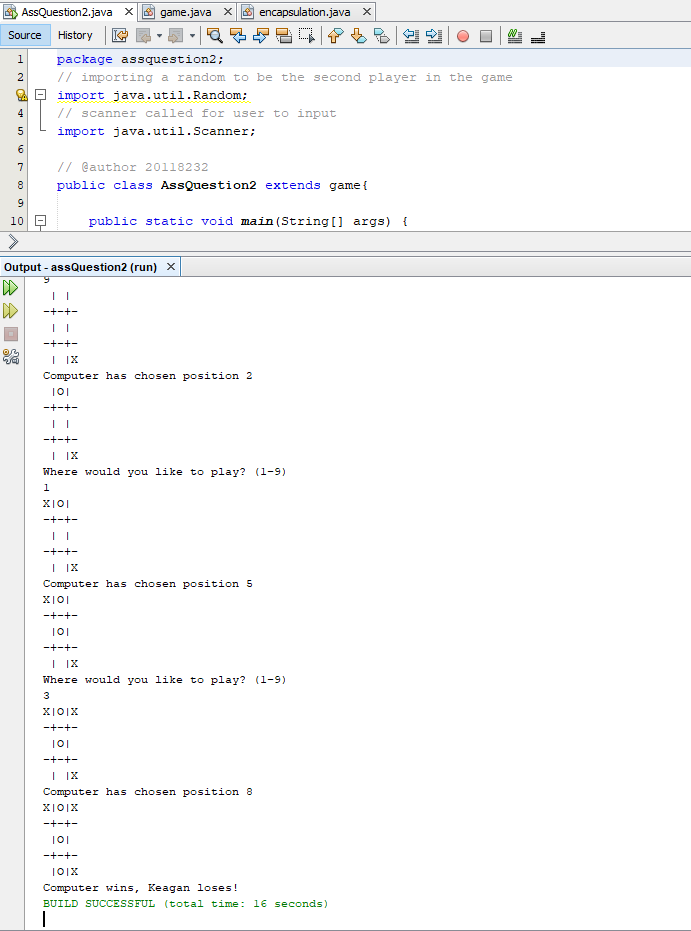 AssQuestion2.java game.java encapsulation.java
Source History
1 package assquestion2;
2 // importing a random to be the second player in the game
import java.util.Random;
4 // scanner called for user to input
5 import java.util.Scanner;
6
7 // @author 20118232
8 public class AssQuestion2 extends game{
9
10 public static void main(String[] args) {
Output - assQuestion2 (run)
9
 | |
-+-+-
 | |
-+-+-
 | |X
Computer has chosen position 2
 |O|
-+-+-
 | |
-+-+-
 | |X
Where would you like to play? (1-9)
1
X|O|
-+-+-
 | |
-+-+-
 | |X
Computer has chosen position 5
X|O|
-+-+-
 |O|
-+-+-
 | |X
Where would you like to play? (1-9)
3
X|O|X
-+-+-
 |O|
-+-+-
 | |X
Computer has chosen position 8
X|O|X
-+-+-
 |O|
-+-+-
 |O|X
Computer wins, Keagan loses!
BUILD SUCCESSFUL (total time: 16 seconds)